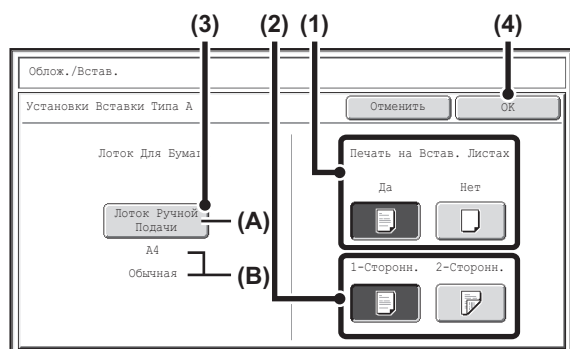 (3) (2) (1) (4)
Облож./Встав.
Установки Вставки Типа А
Отменить
OK
Лоток Для Бумаг
Печать на Встав. Листах
Да Нет
Лоток Ручной
Подачи
(A)
A4
Обычная
(B)
1-Сторонн. 2-Сторонн.